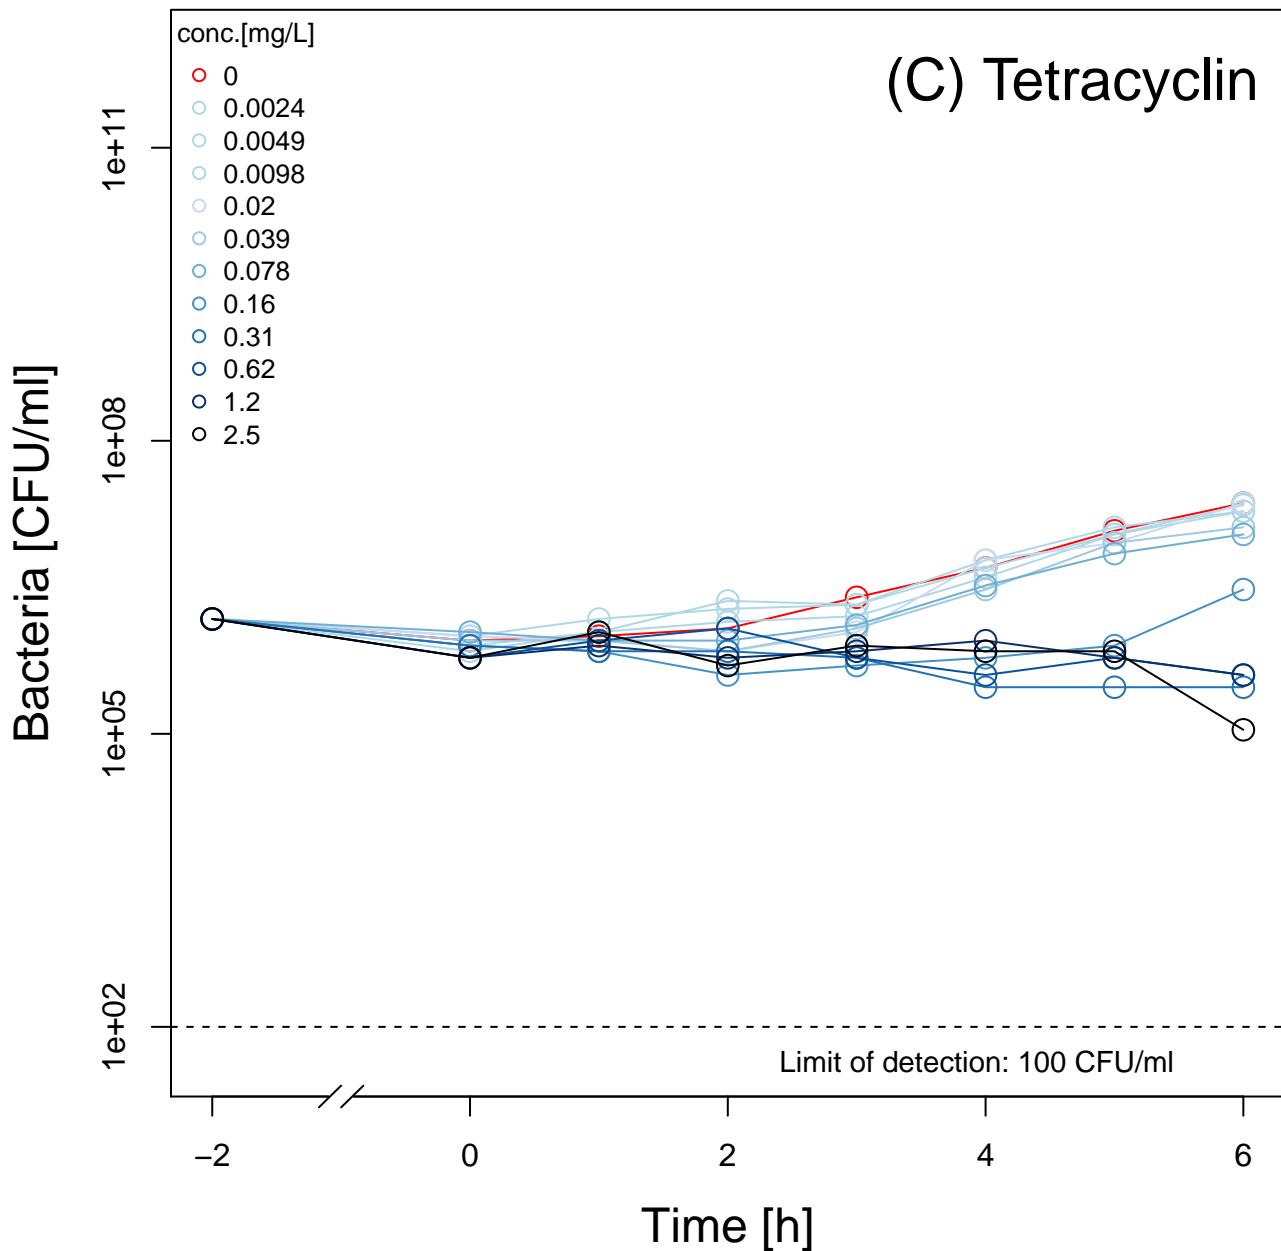 (C) Tetracyclin
conc.[mg/L]
0
0.0024
0.0049
0.0098
0.02
0.039
0.078
0.16
0.31
0.62
1.2
2.5
Bacteria [CFU/ml]
1e+11
1e+08
1e+05
1e+02
Limit of detection: 100 CFU/ml
−2 0 2 4 6
Time [h]